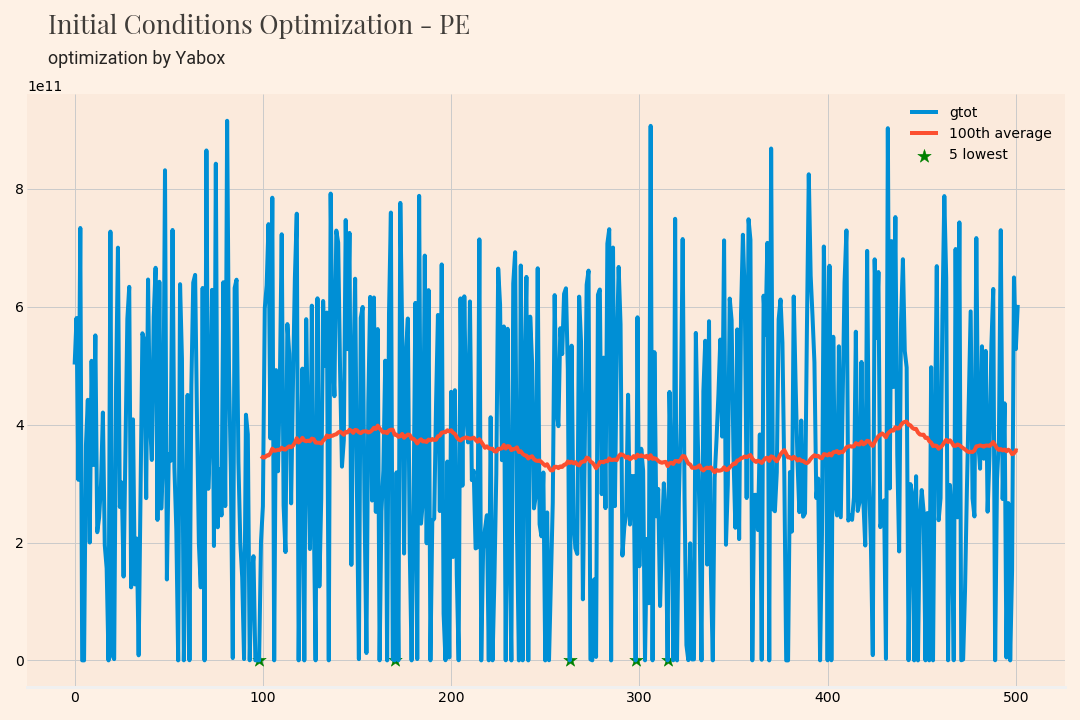 Initial Conditions Optimization - PE
optimization by Yabox
1e11
gtot
100th average
5 lowest
8
6
4
2
0
0 100 200 300 400 500